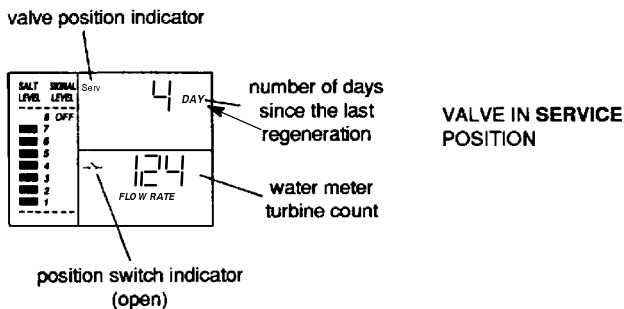 valve position indicator
SALT LEVEL SIGNAL LEVEL
Serv
4 DAY
8 OFF
7
6
5
4
3
2
1
124
FLOW RATE
number of days
since the last
regeneration
water meter
turbine count
position switch indicator
(open)
VALVE IN SERVICE
POSITION